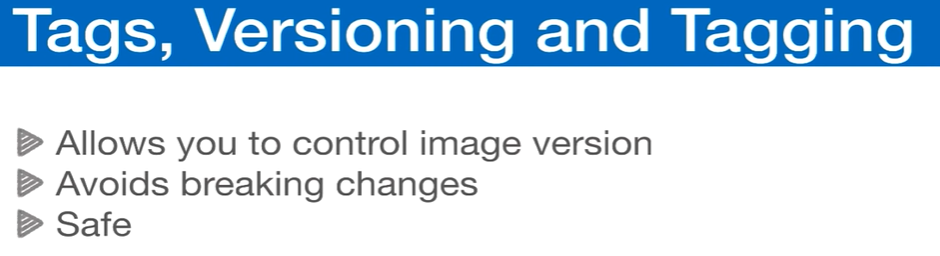 Tags, Versioning and Tagging
Allows you to control image version
Avoids breaking changes
Safe